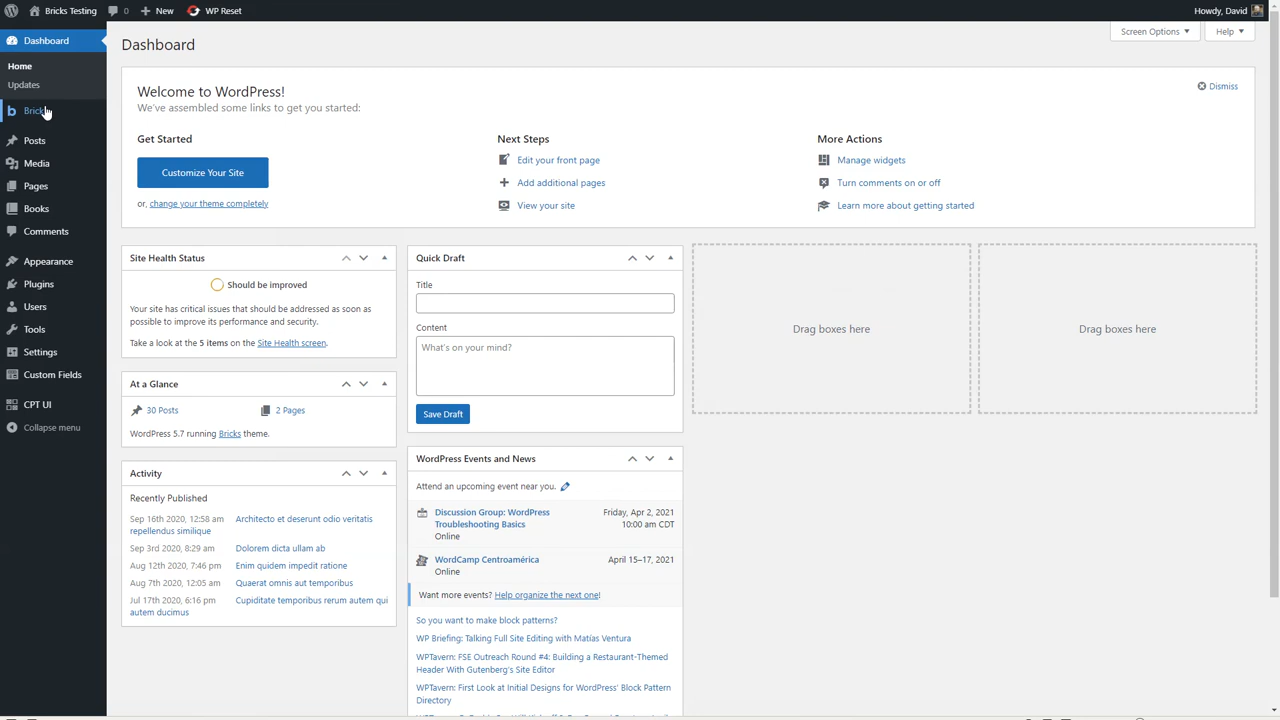 Bricks Testing
0
New
WP Reset
Howdy, David
Dashboard
Home
Updates
Bricks
Posts
Media
Pages
Books
Comments
Appearance
Plugins
Users
Tools
Settings
Custom Fields
CPT UI
Collapse menu
Dashboard
Screen Options
Help
Welcome to WordPress!
We've assembled some links to get you started:
Dismiss
Get Started
Customize Your Site
or, change your theme completely
Next Steps
Edit your front page
Add additional pages
View your site
More Actions
Manage widgets
Turn comments on or off
Learn more about getting started
Site Health Status
Should be improved
Your site has critical issues that should be addressed as soon as
possible to improve its performance and security.
Take a look at the 5 items on the Site Health screen.
At a Glance
30 Posts
2 Pages
WordPress 5.7 running Bricks theme.
Activity
Recently Published
Sep 16th 2020, 12:58 am Architecto et deserunt odio veritatis
repellendus similique
Sep 3rd 2020, 8:29 am Dolorem dicta ullam ab
Aug 12th 2020, 7:46 pm Enim quidem impedit ratione
Aug 7th 2020, 12:05 am Quaerat omnis aut temporibus
Jul 17th 2020, 6:16 pm Cupiditate temporibus rerum autem qui
autem ducimus
Quick Draft
Title
Content
What's on your mind?
Save Draft
WordPress Events and News
Attend an upcoming event near you.
Discussion Group: WordPress Friday, Apr 2, 2021
Troubleshooting Basics 10:00 am CDT
Online
WordCamp Centroamérica April 15–17, 2021
Online
Want more events? Help organize the next one!
So you want to make block patterns?
WP Briefing: Talking Full Site Editing with Matías Ventura
WPTavern: FSE Outreach Round #4: Building a Restaurant-Themed
Header With Gutenberg's Site Editor
WPTavern: First Look at Initial Designs for WordPress' Block Pattern
Directory
Drag boxes here
Drag boxes here